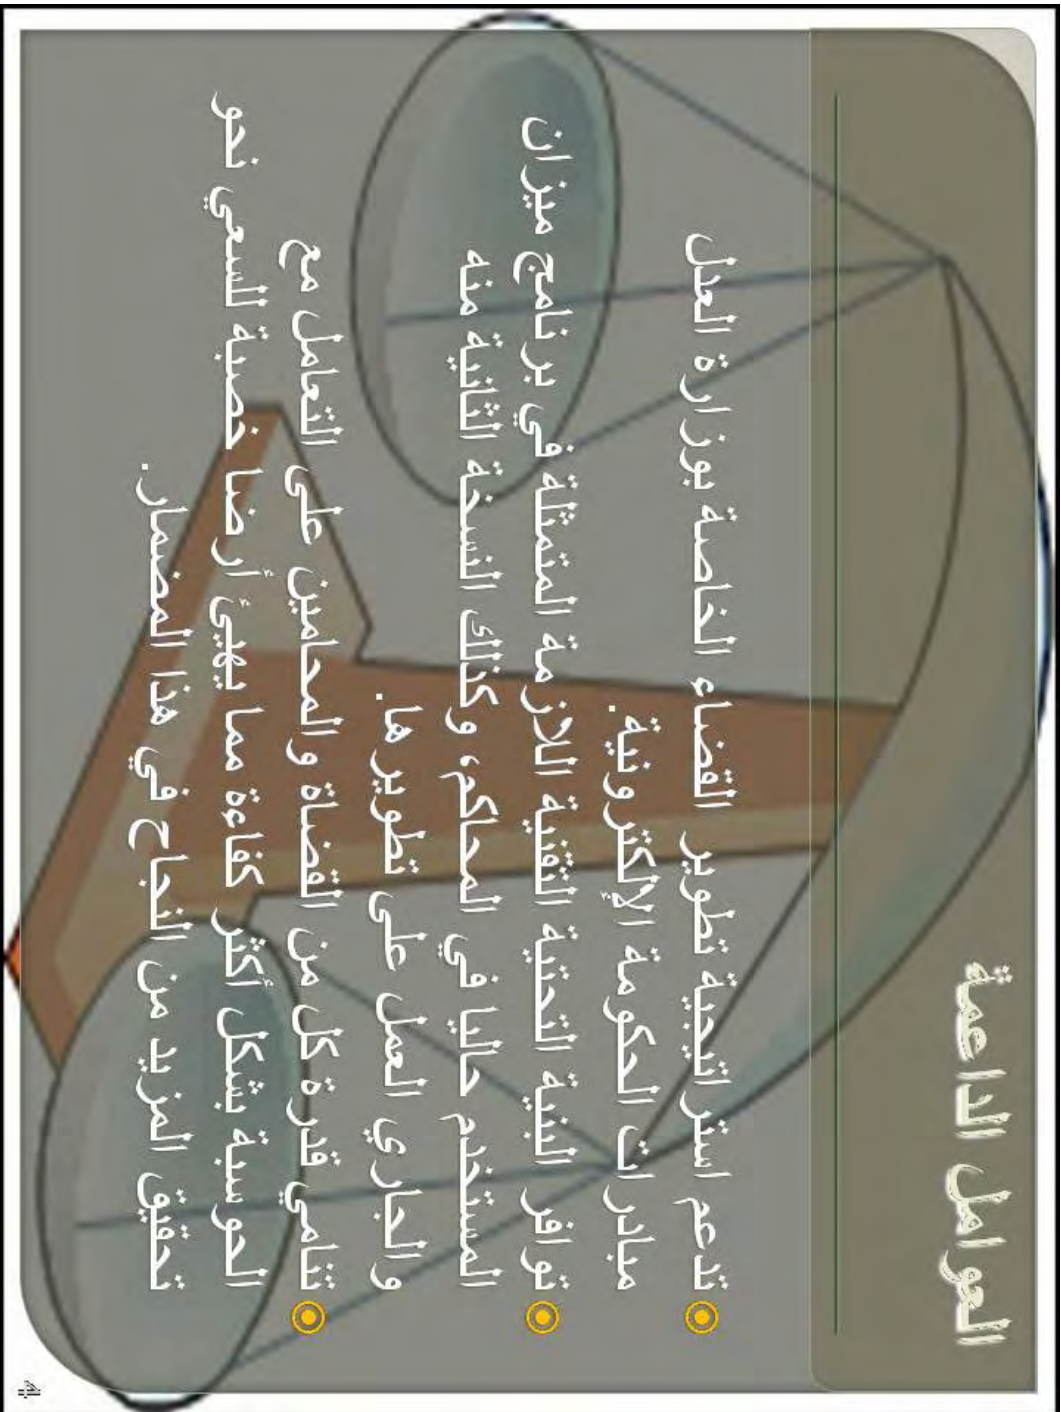 العوامل الداعمة
تدعم استراتيجية تطوير القضاء الخاصة بوزارة العدل
مبادرات الحكومة الإلكترونية.
توافر البنية التحتية التقنية اللازمة المتمثلة في برنامج ميزان
المستخدم حاليا في المحاكم، وكذلك النسخة الثانية منه
والجاري العمل على تطويرها.
تنامي قدرة كل من القضاة والمحامين على التعامل مع
الحوسبة بشكل أكثر كفاءة مما يهيئ أرضا خصبة للسعي نحو
تحقيق المزيد من النجاح في هذا المضمار.
4